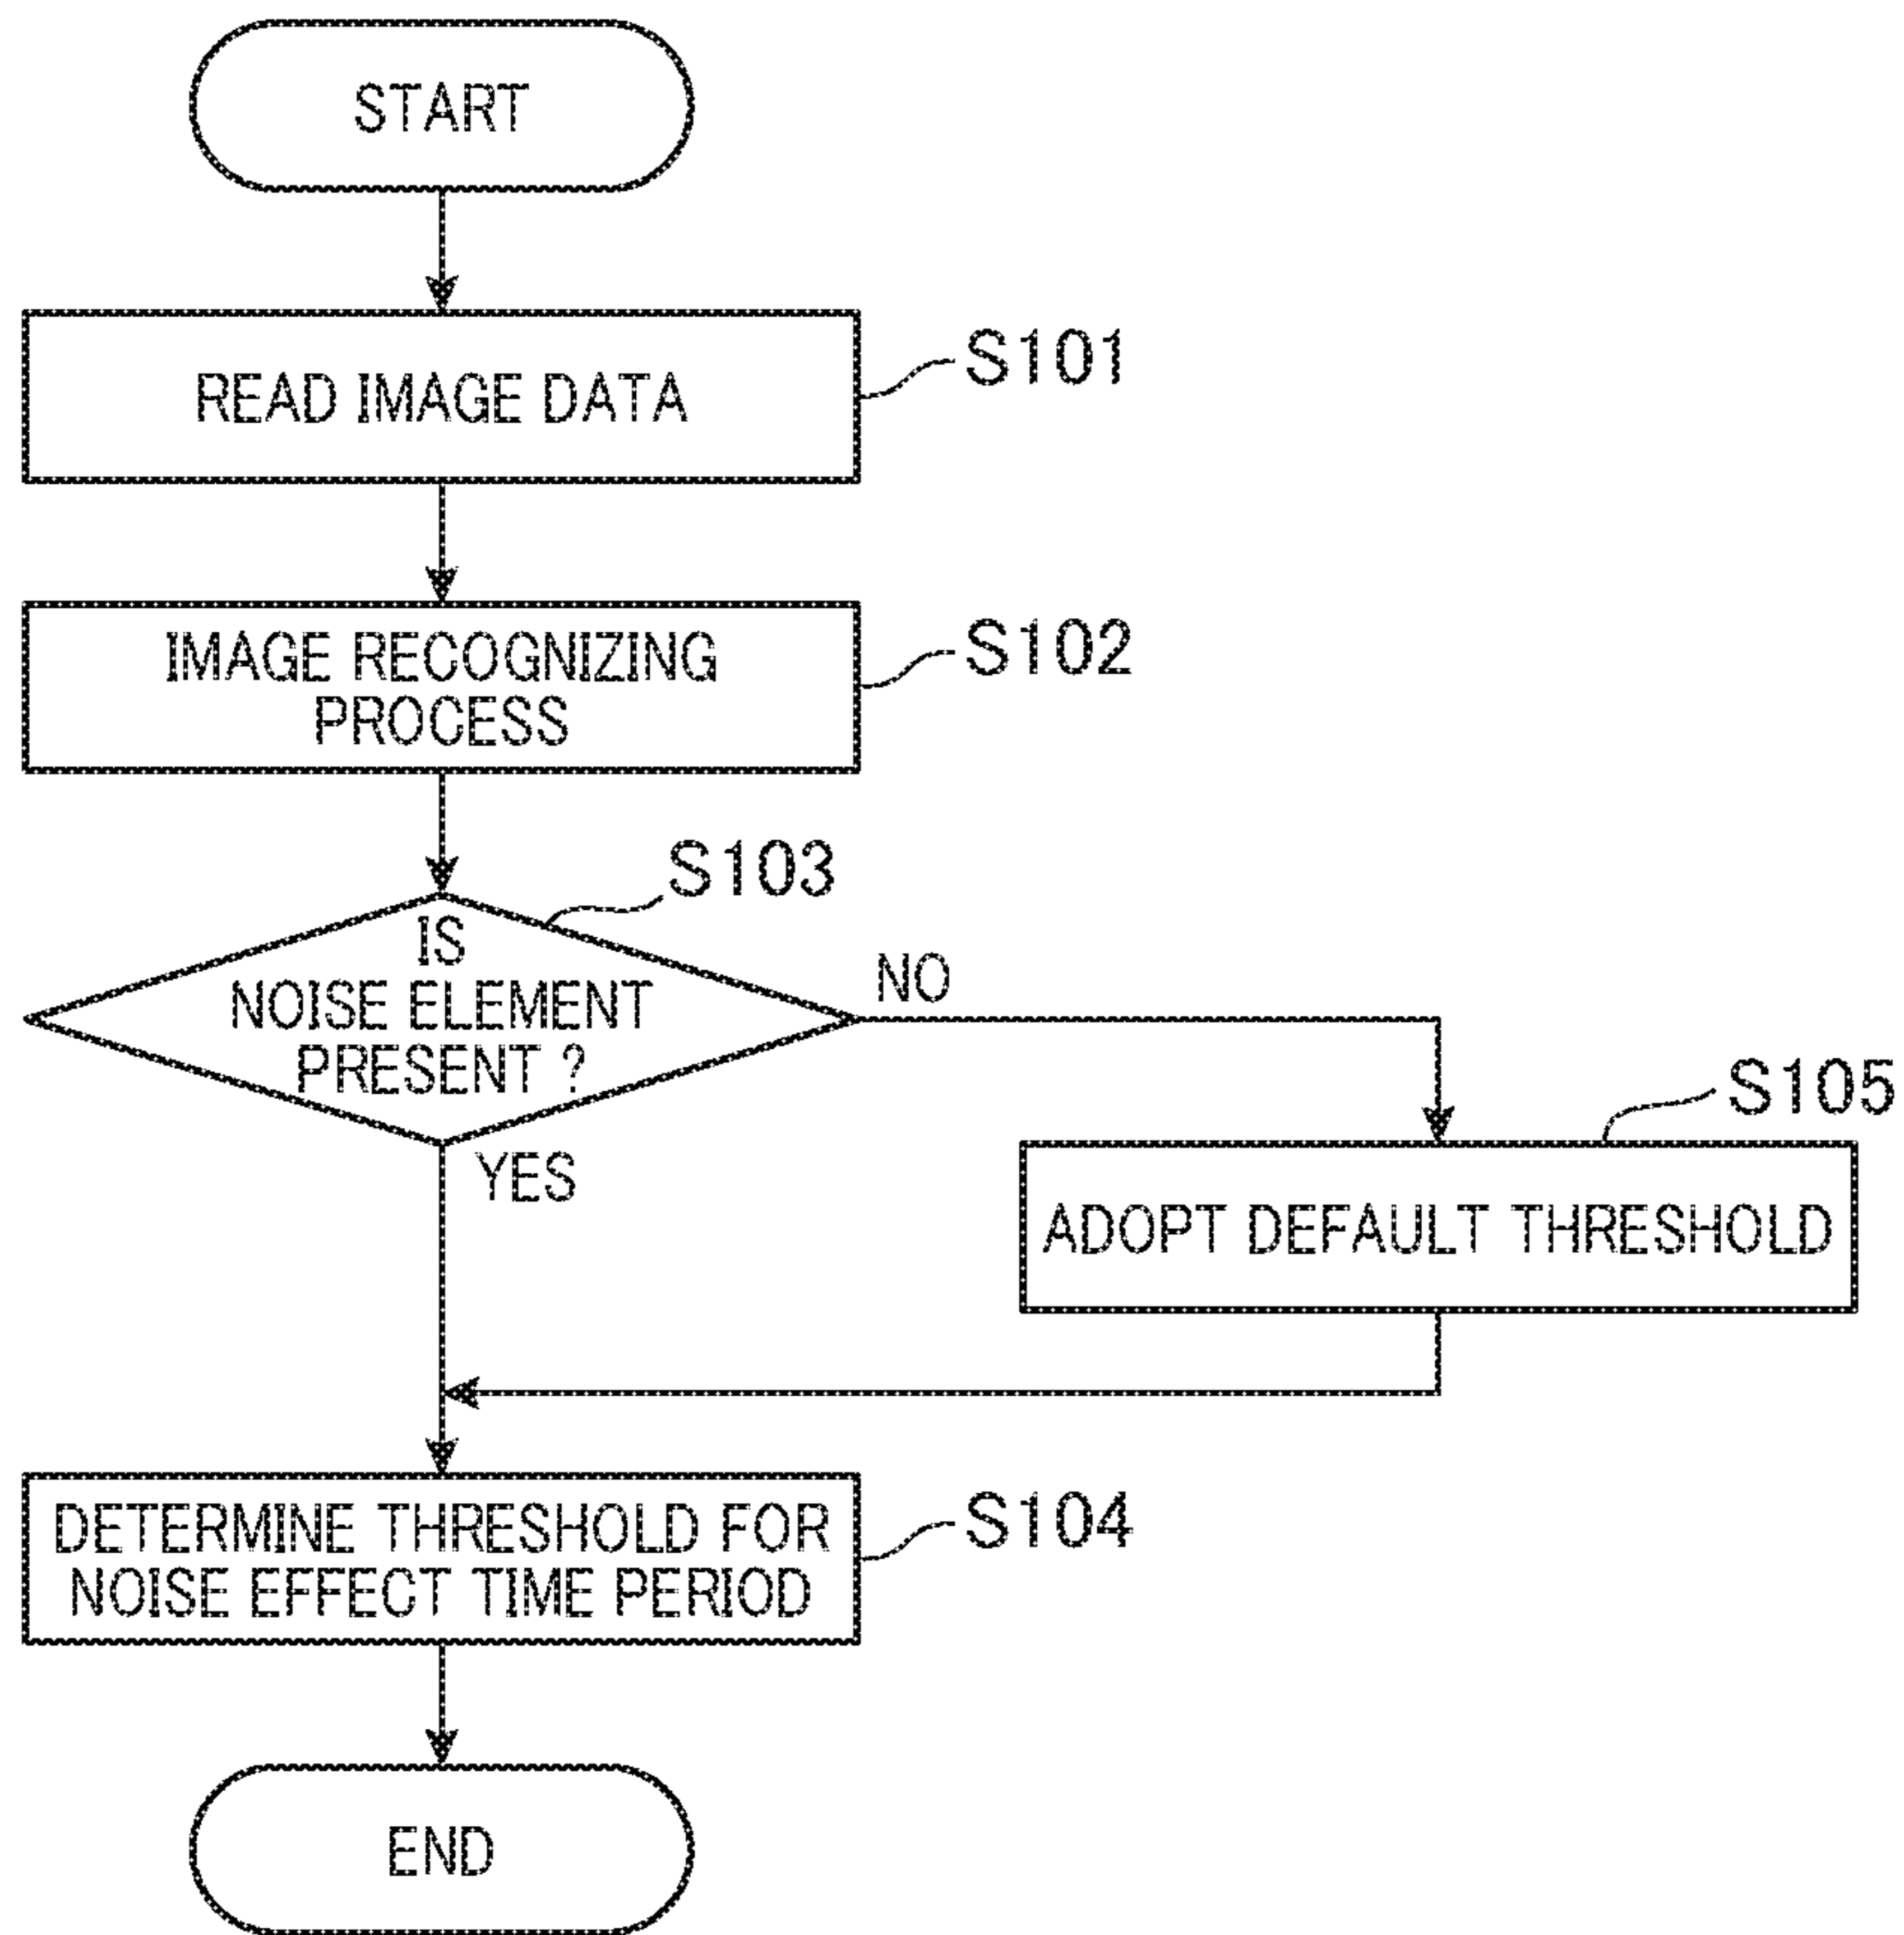 START
READ IMAGE DATA
S101
IMAGE RECOGNIZING
PROCESS
S102
S103
IS
NOISE ELEMENT
PRESENT ?
NO
YES
S105
ADOPT DEFAULT THRESHOLD
DETERMINE THRESHOLD FOR
NOISE EFFECT TIME PERIOD
S104
END